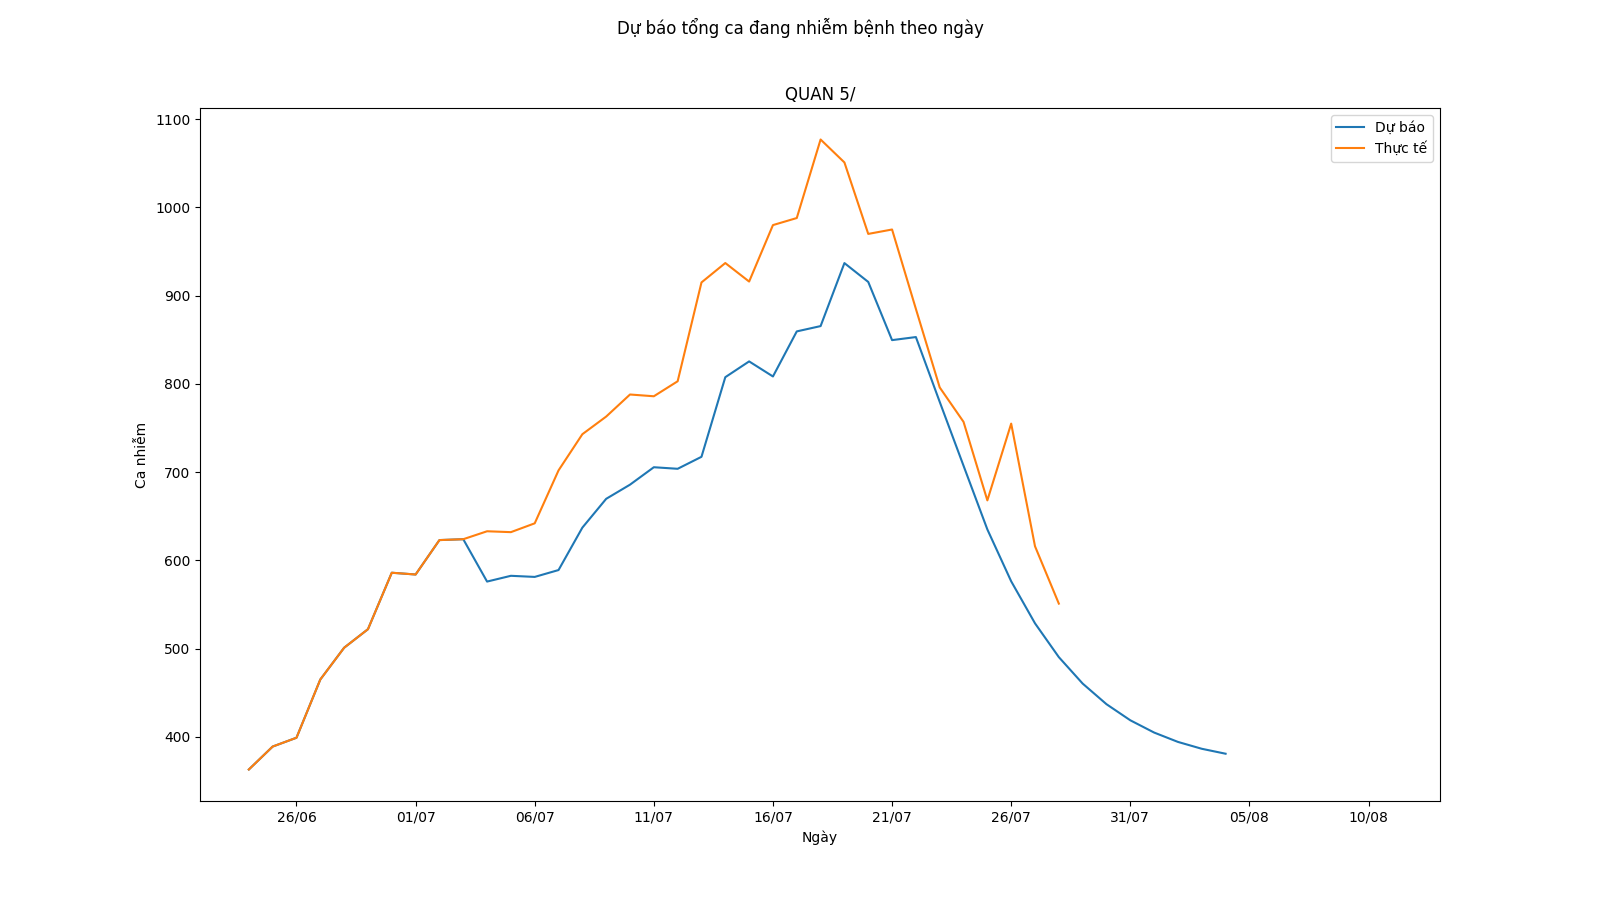 Dự báo tổng ca đang nhiễm bệnh theo ngày
QUAN 5/
Dự báo
Thực tế
1100
1000
900
800
700
600
500
400
Ca nhiễm
26/06 01/07 06/07 11/07 16/07 21/07 26/07 31/07 05/08 10/08
Ngày